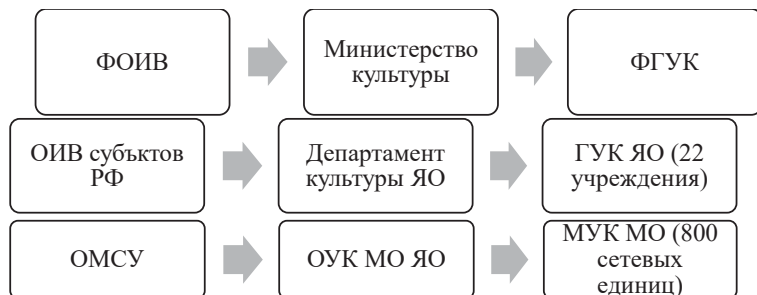 ФОИВ
Министерство
культуры
ФГУК
ОИВ субъктов
РФ
Департамент
культуры ЯО
ГУК ЯО (22
учреждения)
ОМСУ
ОУК МО ЯО
МУК МО (800
сетевых
единиц)